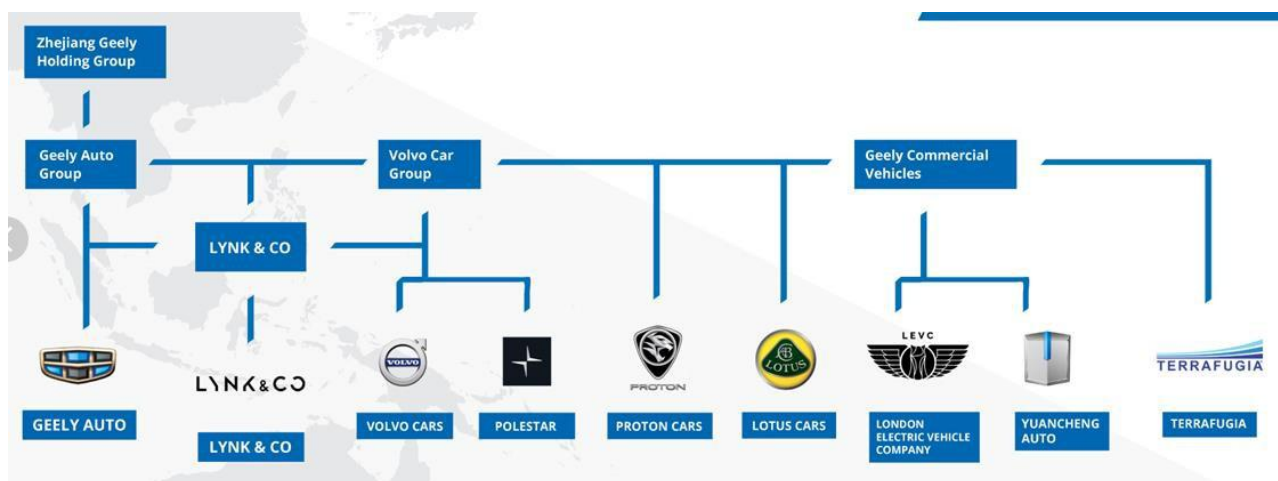 Zhejiang Geely
Holding Group
Geely Auto
Group
Volvo Car
Group
Geely Commercial
Vehicles
LYNK & CO
VOLVO
PROTON
LOTUS
LEVC
TERRAFUGIA
LYNK&CO
GEELY AUTO
LYNK & CO
VOLVO CARS
POLESTAR
PROTON CARS
LOTUS CARS
LONDON
ELECTRIC VEHICLE
COMPANY
YUANCHENG
AUTO
TERRAFUGIA